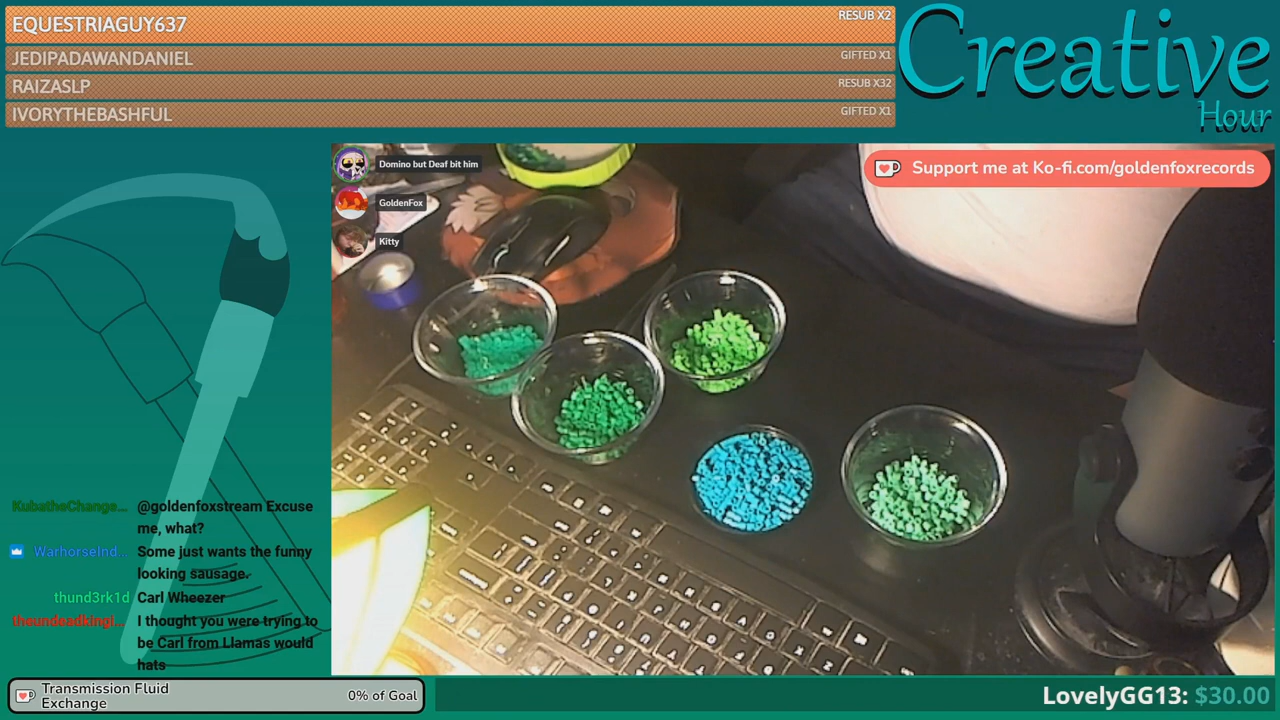 EQUESTRIAGUY637
RESUB X2
JEDIPADAWANDANIEL
GIFTED X1
RAIZASLP
RESUB X32
IVORYTHEBASHFUL
GIFTED X1
Creative
Hour
Domino but Deaf bit him
GoldenFox
Kitty
Support me at Ko-fi.com/goldenfoxrecords
KubatheChange...
@goldenfoxstream Excuse
me, what?
WarhorseInd...
Some just wants the funny
looking sausage.
thund3rk1d
Carl Wheezer
theundeadkingi...
I thought you were trying to
be Carl from Llamas would
hats
Transmission Fluid
Exchange
0% of Goal
LovelyGG13: $30.00